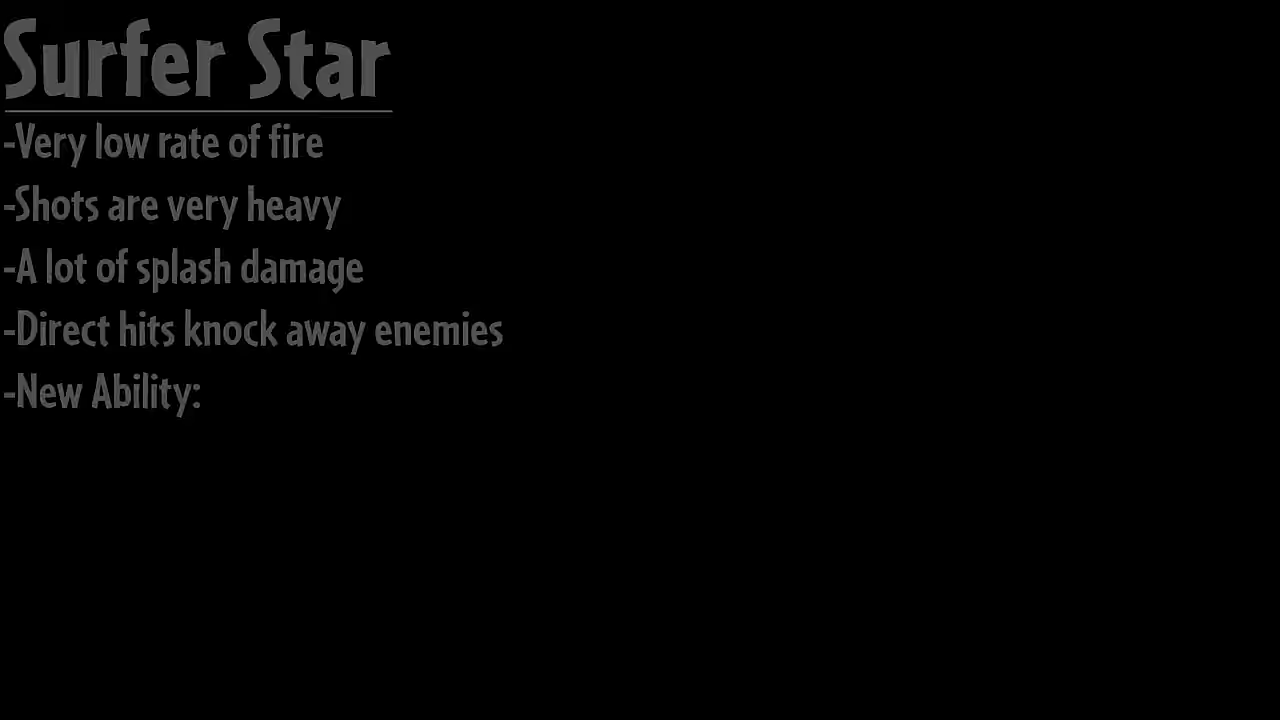 Surfer Star
-Very low rate of fire
-Shots are very heavy
-A lot of splash damage
-Direct hits knock away enemies
-New Ability: